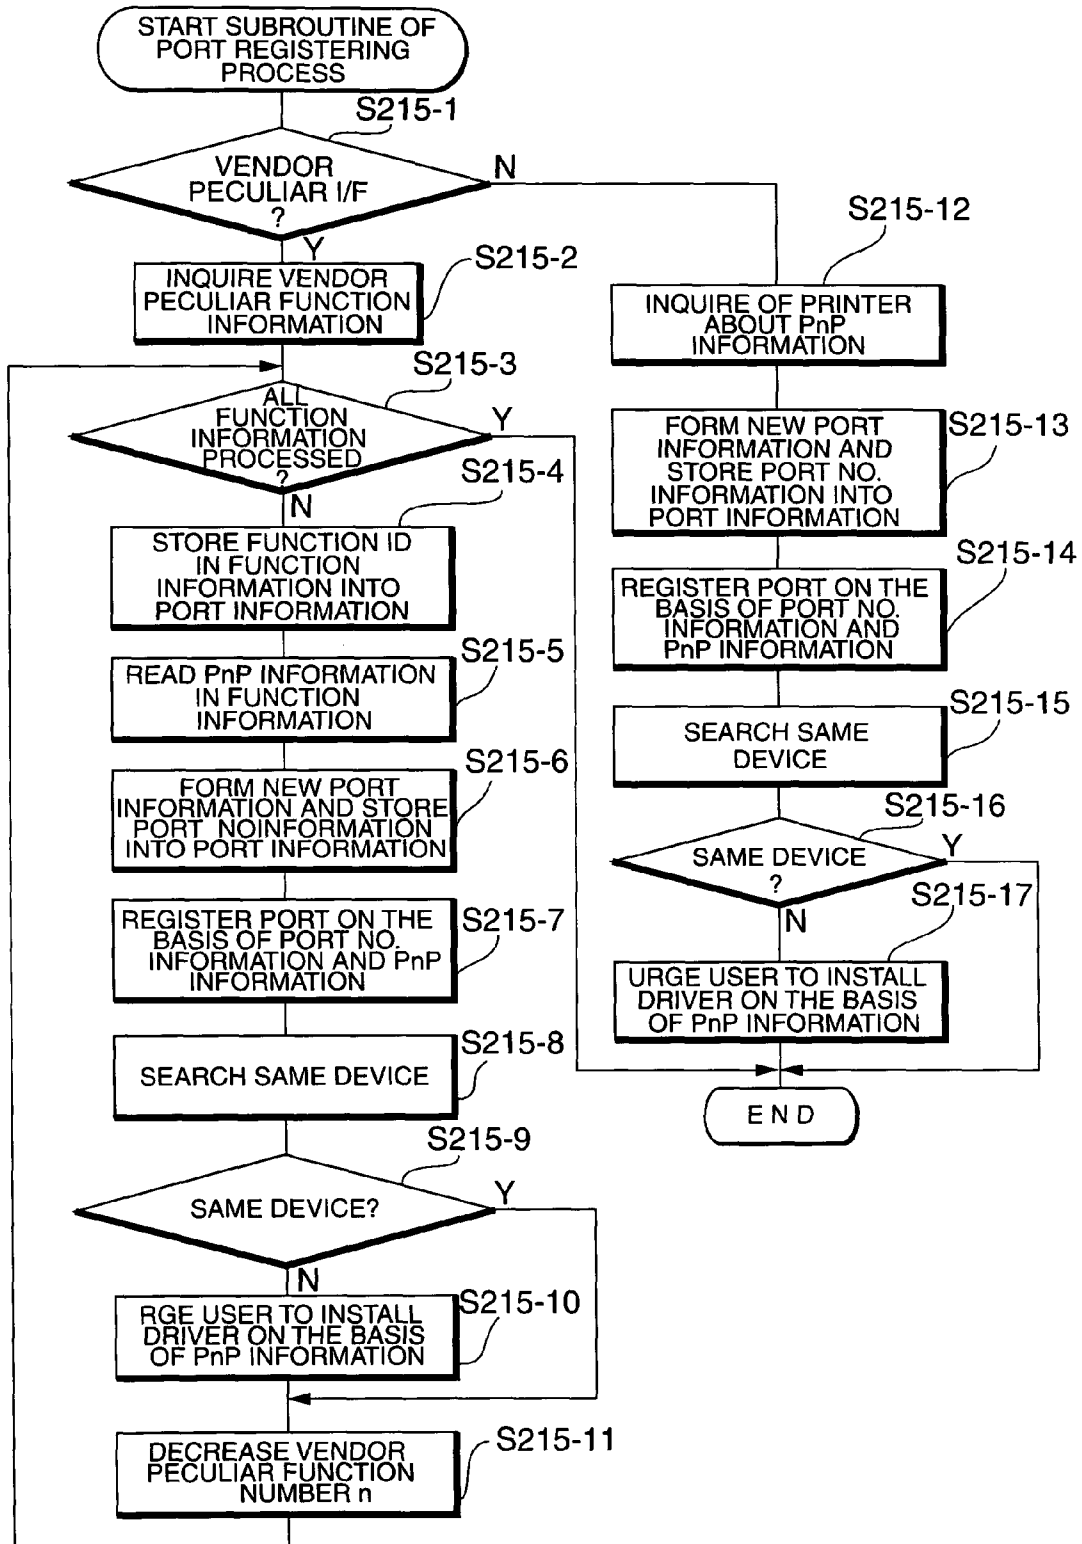 START SUBROUTINE OF
PORT REGISTERING
PROCESS
S215-1
VENDOR
PECULIAR I/F
?
N
Y
INQUIRE VENDOR
PECULIAR FUNCTION
INFORMATION
S215-2
S215-3
ALL
FUNCTION
INFORMATION
PROCESSED
?
Y
N
S215-4
STORE FUNCTION ID
IN FUNCTION
INFORMATION INTO
PORT INFORMATION
S215-5
READ PnP INFORMATION
IN FUNCTION
INFORMATION
S215-6
FORM NEW PORT
INFORMATION AND STORE
PORT NOINFORMATION
INTO PORT INFORMATION
S215-7
REGISTER PORT ON THE
BASIS OF PORT NO.
INFORMATION AND PnP
INFORMATION
S215-8
SEARCH SAME DEVICE
S215-9
SAME DEVICE?
Y
N
S215-10
RGE USER TO INSTALL
DRIVER ON THE BASIS
OF PnP INFORMATION
S215-11
DECREASE VENDOR
PECULIAR FUNCTION
NUMBER n
S215-12
INQUIRE OF PRINTER
ABOUT PnP
INFORMATION
S215-13
FORM NEW PORT
INFORMATION AND
STORE PORT NO.
INFORMATION INTO
PORT INFORMATION
S215-14
REGISTER PORT ON THE
BASIS OF PORT NO.
INFORMATION AND
PnP INFORMATION
S215-15
SEARCH SAME
DEVICE
S215-16
SAME DEVICE
?
Y
N
S215-17
URGE USER TO INSTALL
DRIVER ON THE BASIS
OF PnP INFORMATION
END